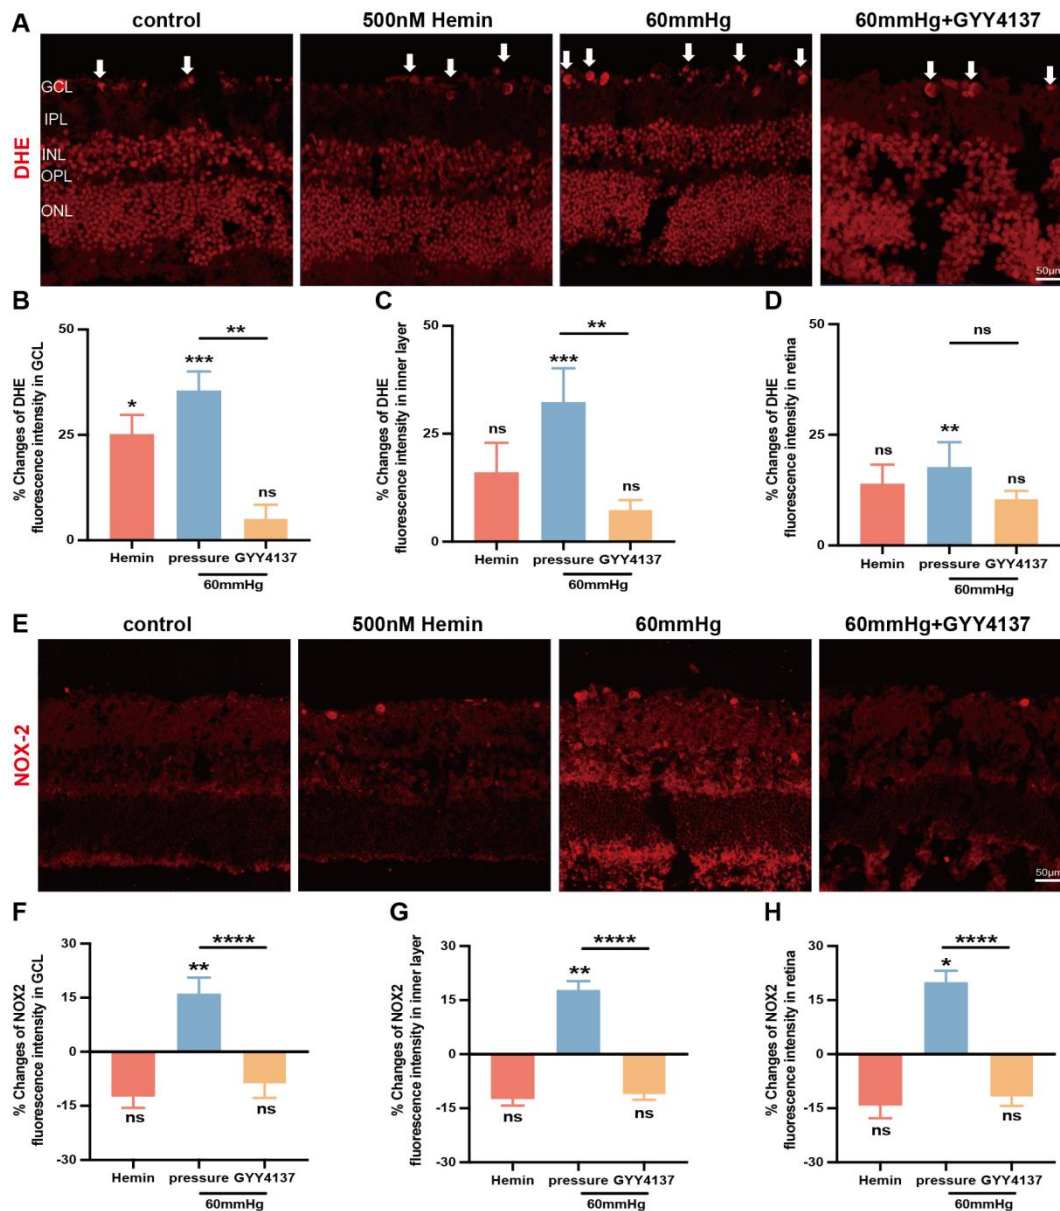 A
control
500nM Hemin
60mmHg
60mmHg+GYY4137
DHE
GCL
IPL
INL
OPL
ONL
50μm
B
% Changes of DHE
fluorescence intensity in GCL
50
25
0
*
***
**
ns
Hemin
pressure
GYY4137
60mmHg
C
% Changes of DHE
fluorescence intensity in inner layer
50
25
0
ns
***
**
ns
Hemin
pressure
GYY4137
60mmHg
D
% Changes of DHE
fluorescence intensity in retina
50
25
0
ns
**
ns
ns
Hemin
pressure
GYY4137
60mmHg
E
control
500nM Hemin
60mmHg
60mmHg+GYY4137
NOX-2
50μm
F
% Changes of NOX2
fluorescence intensity in GCL
30
15
0
-15
-30
ns
**
****
ns
Hemin
pressure
GYY4137
60mmHg
G
% Changes of NOX2
fluorescence intensity in inner layer
30
15
0
-15
-30
ns
**
****
ns
Hemin
pressure
GYY4137
60mmHg
H
% Changes of NOX2
fluorescence intensity in retina
30
15
0
-15
-30
ns
*
****
ns
Hemin
pressure
GYY4137
60mmHg